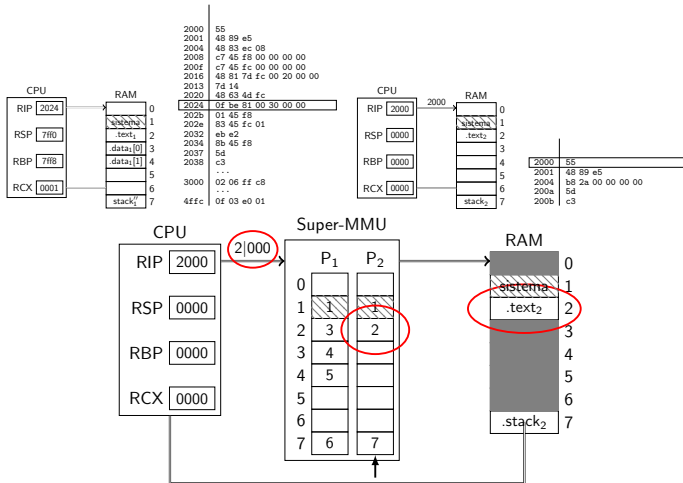 2000 55
2001 48 89 e5
2004 48 83 ec 08
2008 c7 45 f8 00 00 00 00
200f c7 45 fc 00 00 00 00
2016 48 81 7d fc 00 20 00 00
2013 7d 14
2020 48 63 4d fc
2024 0f be 81 00 30 00 00
202b 01 45 f8
202e 83 45 fc 01
2032 eb e2
2034 8b 45 f8
2037 5d
2038 c3
...
3000 02 06 ff c8
...
4ffc 0f 03 e0 01
CPU
RIP 2024
RSP 7ff0
RBP 7ff8
RCX 0001
RAM
0
sistema 1
.text₁ 2
.data₁[0] 3
.data₁[1] 4
5
6
stack₁'' 7
CPU
RIP 2000
RSP 0000
RBP 0000
RCX 0000
2000
RAM
0
sistema 1
.text₂ 2
3
4
5
6
stack₂ 7
2000 55
2001 48 89 e5
2004 b8 2a 00 00 00 00
200a 5d
200b c3
CPU
RIP 2000
RSP 0000
RBP 0000
RCX 0000
2|000
Super-MMU
P₁ P₂
0
1 1 1
2 3 2
3 4
4 5
5
6
7 6 7
RAM
0
sistema 1
.text₂ 2
3
4
5
6
.stack₂ 7